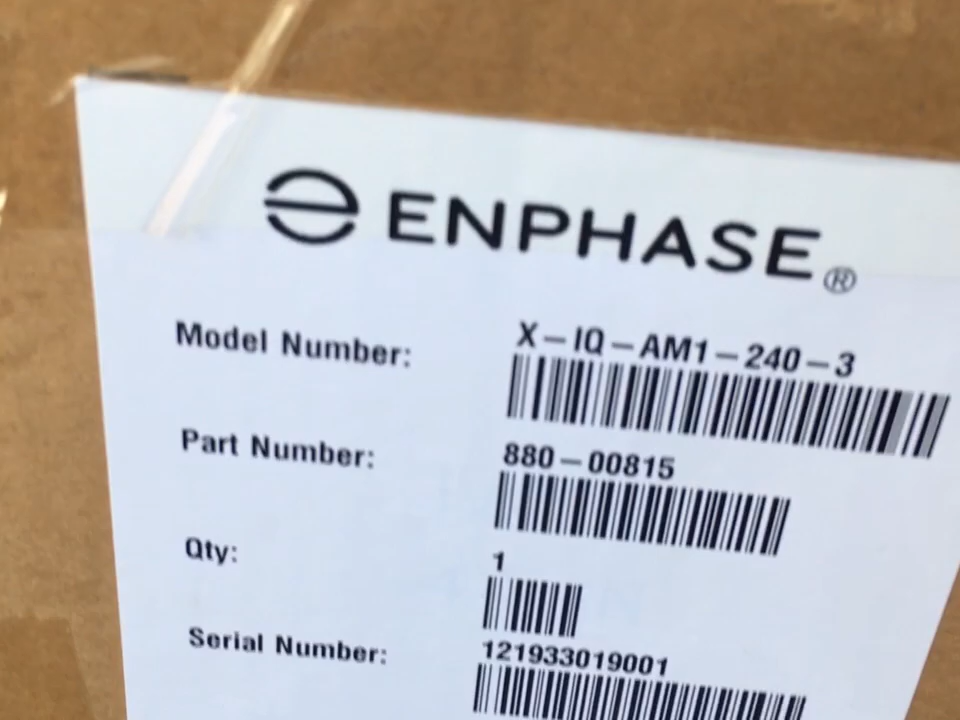 ENPHASE®
Model Number: X-IQ-AM1-240-3
Part Number: 880-00815
Qty: 1
Serial Number: 121933019001